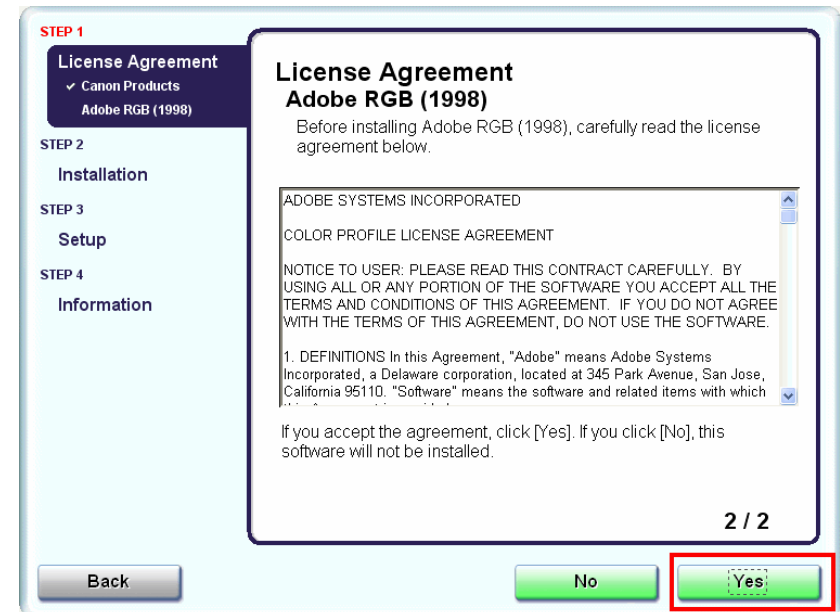 STEP 1
License Agreement
✓ Canon Products
Adobe RGB (1998)
STEP 2
Installation
STEP 3
Setup
STEP 4
Information
License Agreement
Adobe RGB (1998)
Before installing Adobe RGB (1998), carefully read the license
agreement below.
ADOBE SYSTEMS INCORPORATED
COLOR PROFILE LICENSE AGREEMENT
NOTICE TO USER: PLEASE READ THIS CONTRACT CAREFULLY.  BY
USING ALL OR ANY PORTION OF THE SOFTWARE YOU ACCEPT ALL THE
TERMS AND CONDITIONS OF THIS AGREEMENT.  IF YOU DO NOT AGREE
WITH THE TERMS OF THIS AGREEMENT, DO NOT USE THE SOFTWARE.
1. DEFINITIONS In this Agreement, "Adobe" means Adobe Systems
Incorporated, a Delaware corporation, located at 345 Park Avenue, San Jose,
California 95110. "Software" means the software and related items with which
If you accept the agreement, click [Yes]. If you click [No], this
software will not be installed.
2 / 2
Back
No
Yes